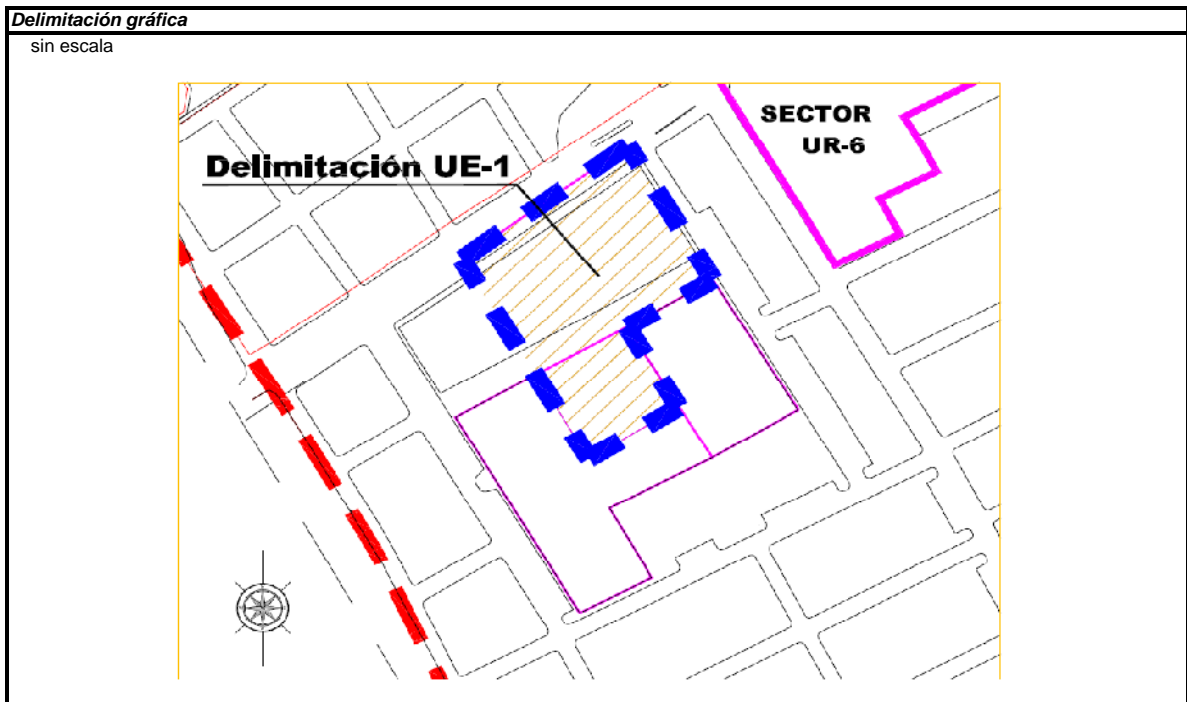 Delimitación gráfica
sin escala
SECTOR
UR-6
Delimitación UE-1